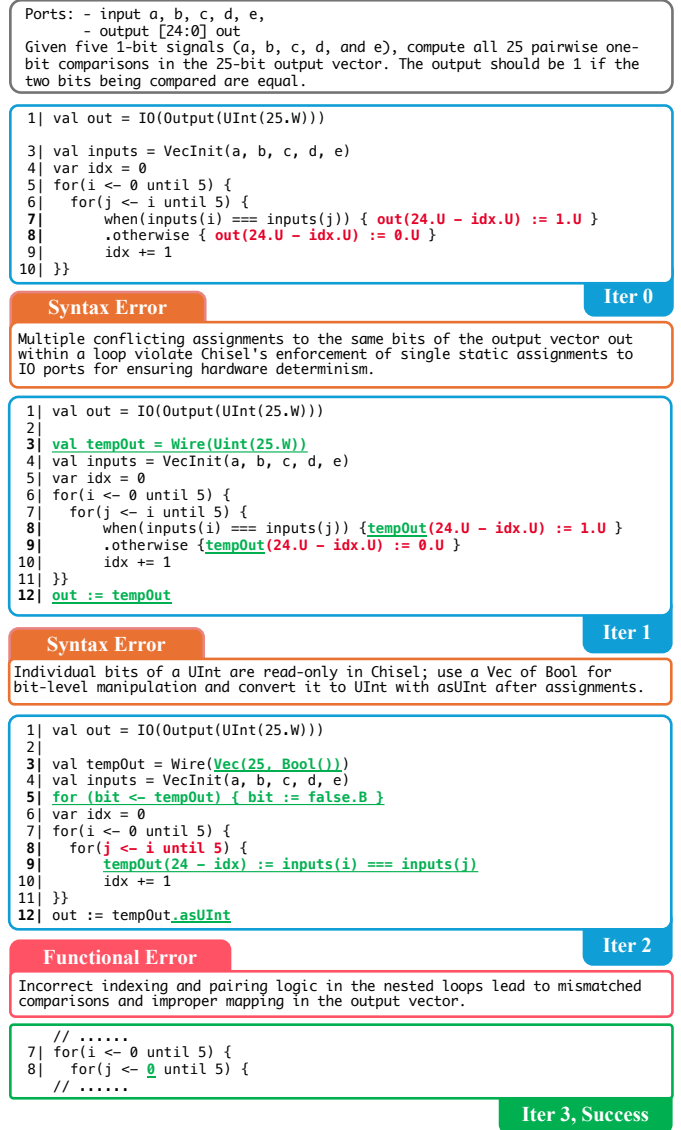 Ports: - input a, b, c, d, e,
- output [24:0] out
Given five 1-bit signals (a, b, c, d, and e), compute all 25 pairwise one-
bit comparisons in the 25-bit output vector. The output should be 1 if the
two bits being compared are equal.
1| val out = IO(Output(UInt(25.W)))
3| val inputs = VecInit(a, b, c, d, e)
4| var idx = 0
5| for(i <- 0 until 5) {
6|   for(j <- i until 5) {
7|       when(inputs(i) === inputs(j)) { out(24.U - idx.U) := 1.U }
8|       .otherwise { out(24.U - idx.U) := 0.U }
9|       idx += 1
10| }}
Iter 0
Syntax Error
Multiple conflicting assignments to the same bits of the output vector out
within a loop violate Chisel's enforcement of single static assignments to
IO ports for ensuring hardware determinism.
1| val out = IO(Output(UInt(25.W)))
2|
3| val tempOut = Wire(Uint(25.W))
4| val inputs = VecInit(a, b, c, d, e)
5| var idx = 0
6| for(i <- 0 until 5) {
7|   for(j <- i until 5) {
8|       when(inputs(i) === inputs(j)) {tempOut(24.U - idx.U) := 1.U }
9|       .otherwise {tempOut(24.U - idx.U) := 0.U }
10|       idx += 1
11| }}
12| out := tempOut
Iter 1
Syntax Error
Individual bits of a UInt are read-only in Chisel; use a Vec of Bool for
bit-level manipulation and convert it to UInt with asUInt after assignments.
1| val out = IO(Output(UInt(25.W)))
2|
3| val tempOut = Wire(Vec(25, Bool()))
4| val inputs = VecInit(a, b, c, d, e)
5| for (bit <- tempOut) { bit := false.B }
6| var idx = 0
7| for(i <- 0 until 5) {
8|   for(j <- i until 5) {
9|       tempOut(24 - idx) := inputs(i) === inputs(j)
10|       idx += 1
11| }}
12| out := tempOut.asUInt
Iter 2
Functional Error
Incorrect indexing and pairing logic in the nested loops lead to mismatched
comparisons and improper mapping in the output vector.
// ......
7| for(i <- 0 until 5) {
8|   for(j <- 0 until 5) {
// ......
Iter 3, Success